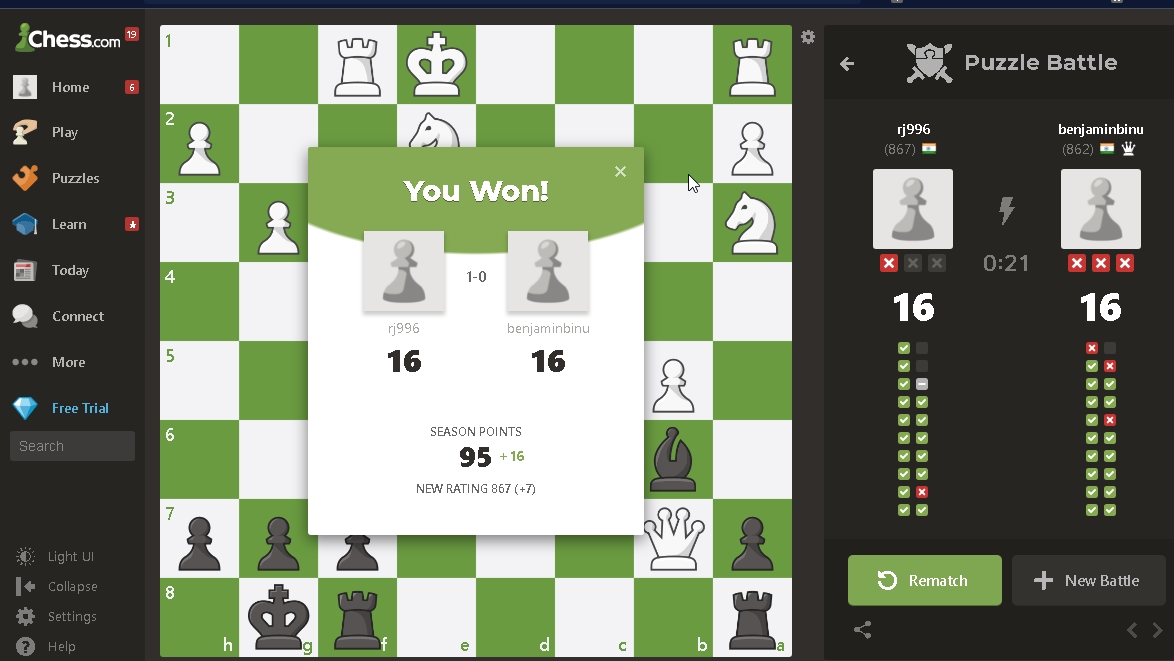 Chess.com 19
Home 6
Play
Puzzles
Learn
Today
Connect
More
Free Trial
Search
Light UI
Collapse
Settings
Help
1
2
3
4
5
6
7
8
h g f e d c b a
You Won!
×
1-0
rj996 benjaminbinu
16 16
SEASON POINTS
95 +16
NEW RATING 867 (+7)
Puzzle Battle
rj996 benjaminbinu
(867) (862)
0:21
16 16
Rematch New Battle